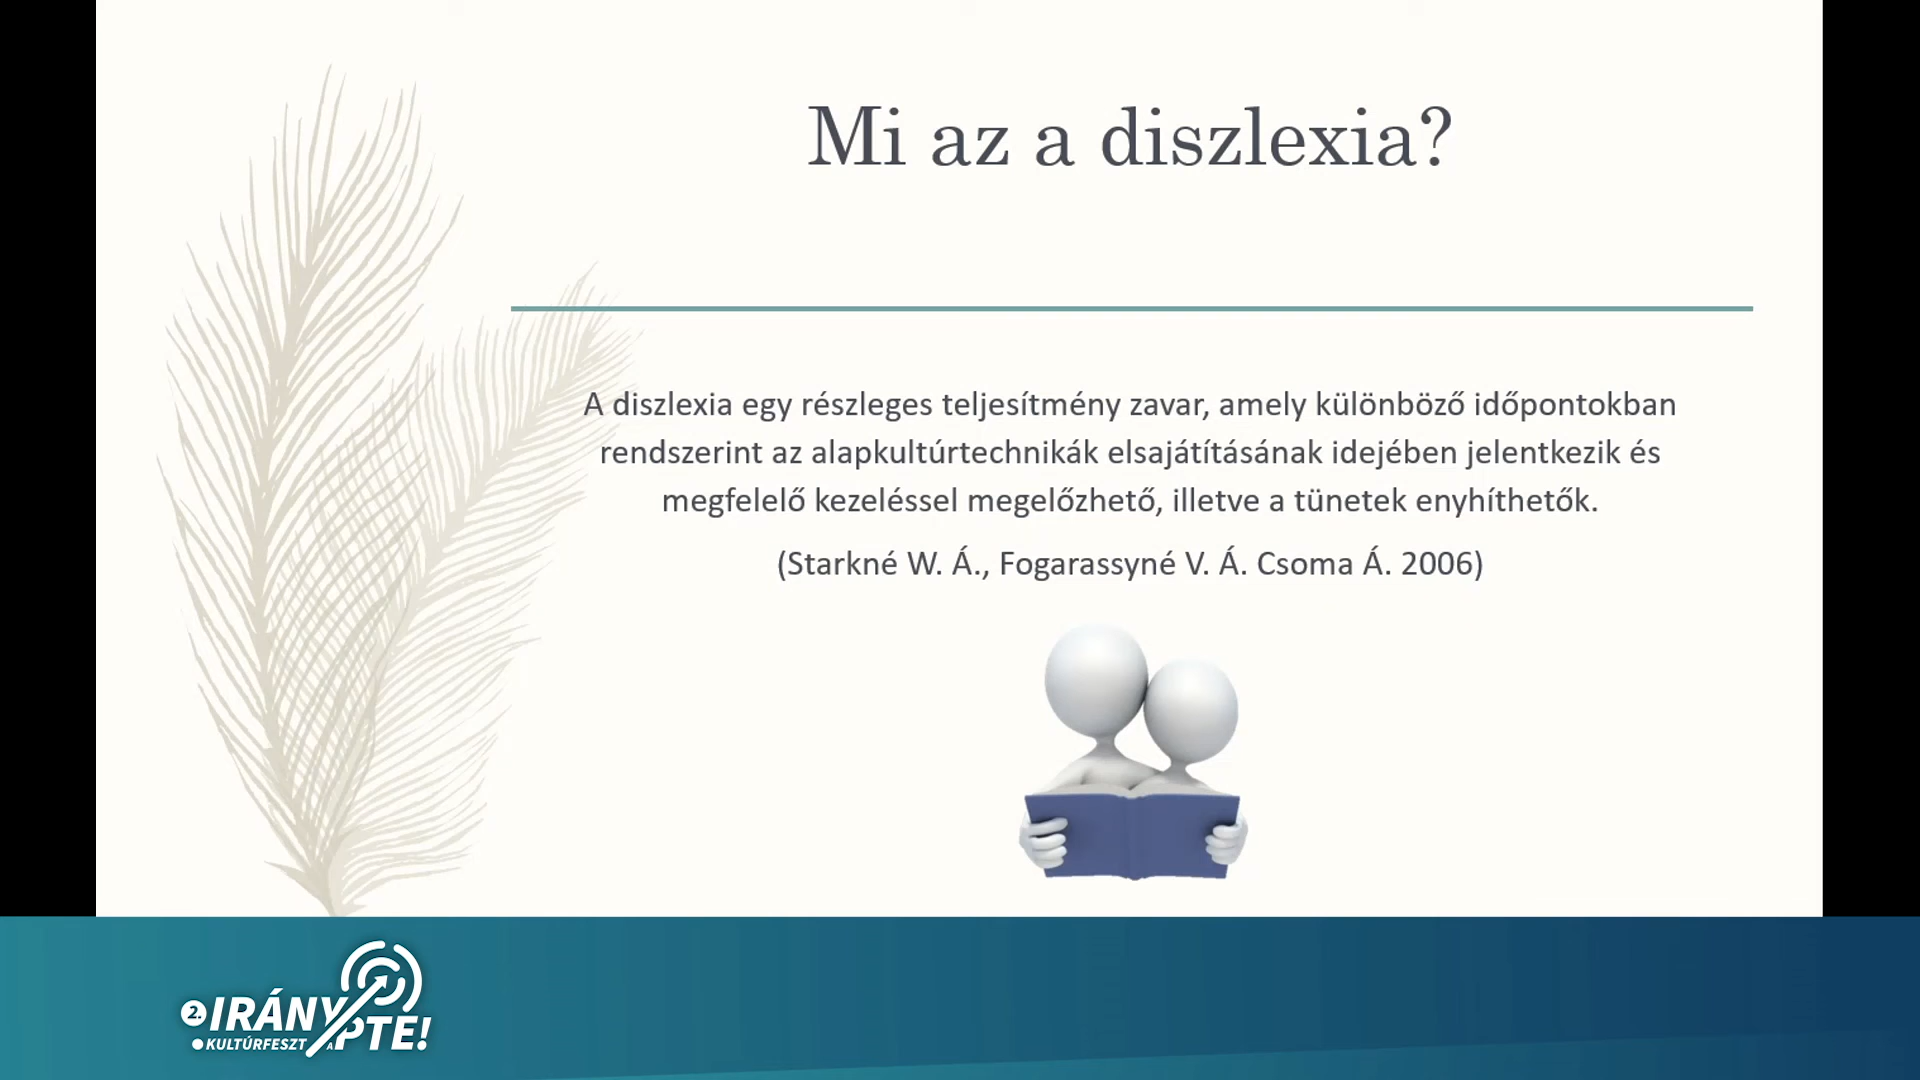 Mi az a diszlexia?
A diszlexia egy részleges teljesítmény zavar, amely különböző időpontokban
rendszerint az alapkultúrtechnikák elsajátításának idejében jelentkezik és
megfelelő kezeléssel megelőzhető, illetve a tünetek enyhíthetők.
(Starkné W. Á., Fogarassyné V. Á. Csoma Á. 2006)
2. IRÁNY
A PTE!
KULTÚRFESZT